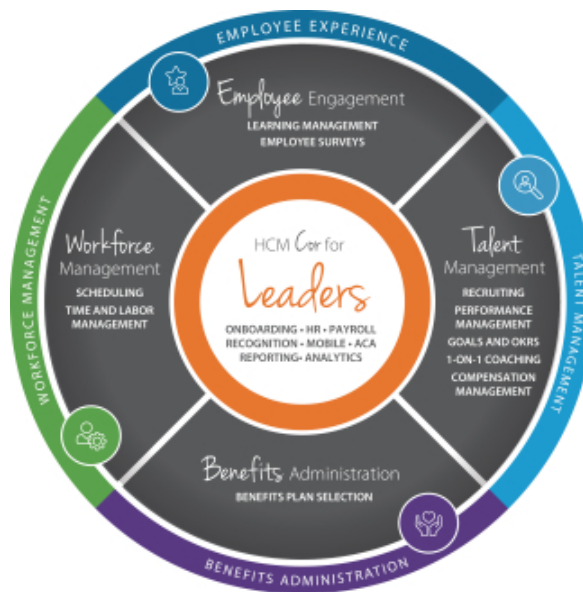 EMPLOYEE EXPERIENCE
Employee Engagement
LEARNING MANAGEMENT
EMPLOYEE SURVEYS
WORKFORCE MANAGEMENT
Workforce
Management
SCHEDULING
TIME AND LABOR
MANAGEMENT
HCM Cor for
Leaders
ONBOARDING • HR • PAYROLL
RECOGNITION • MOBILE • ACA
REPORTING• ANALYTICS
Talent
Management
RECRUITING
PERFORMANCE
MANAGEMENT
GOALS AND OKRS
1-ON-1 COACHING
COMPENSATION
MANAGEMENT
TALENT MANAGEMENT
Benefits Administration
BENEFITS PLAN SELECTION
BENEFITS ADMINISTRATION